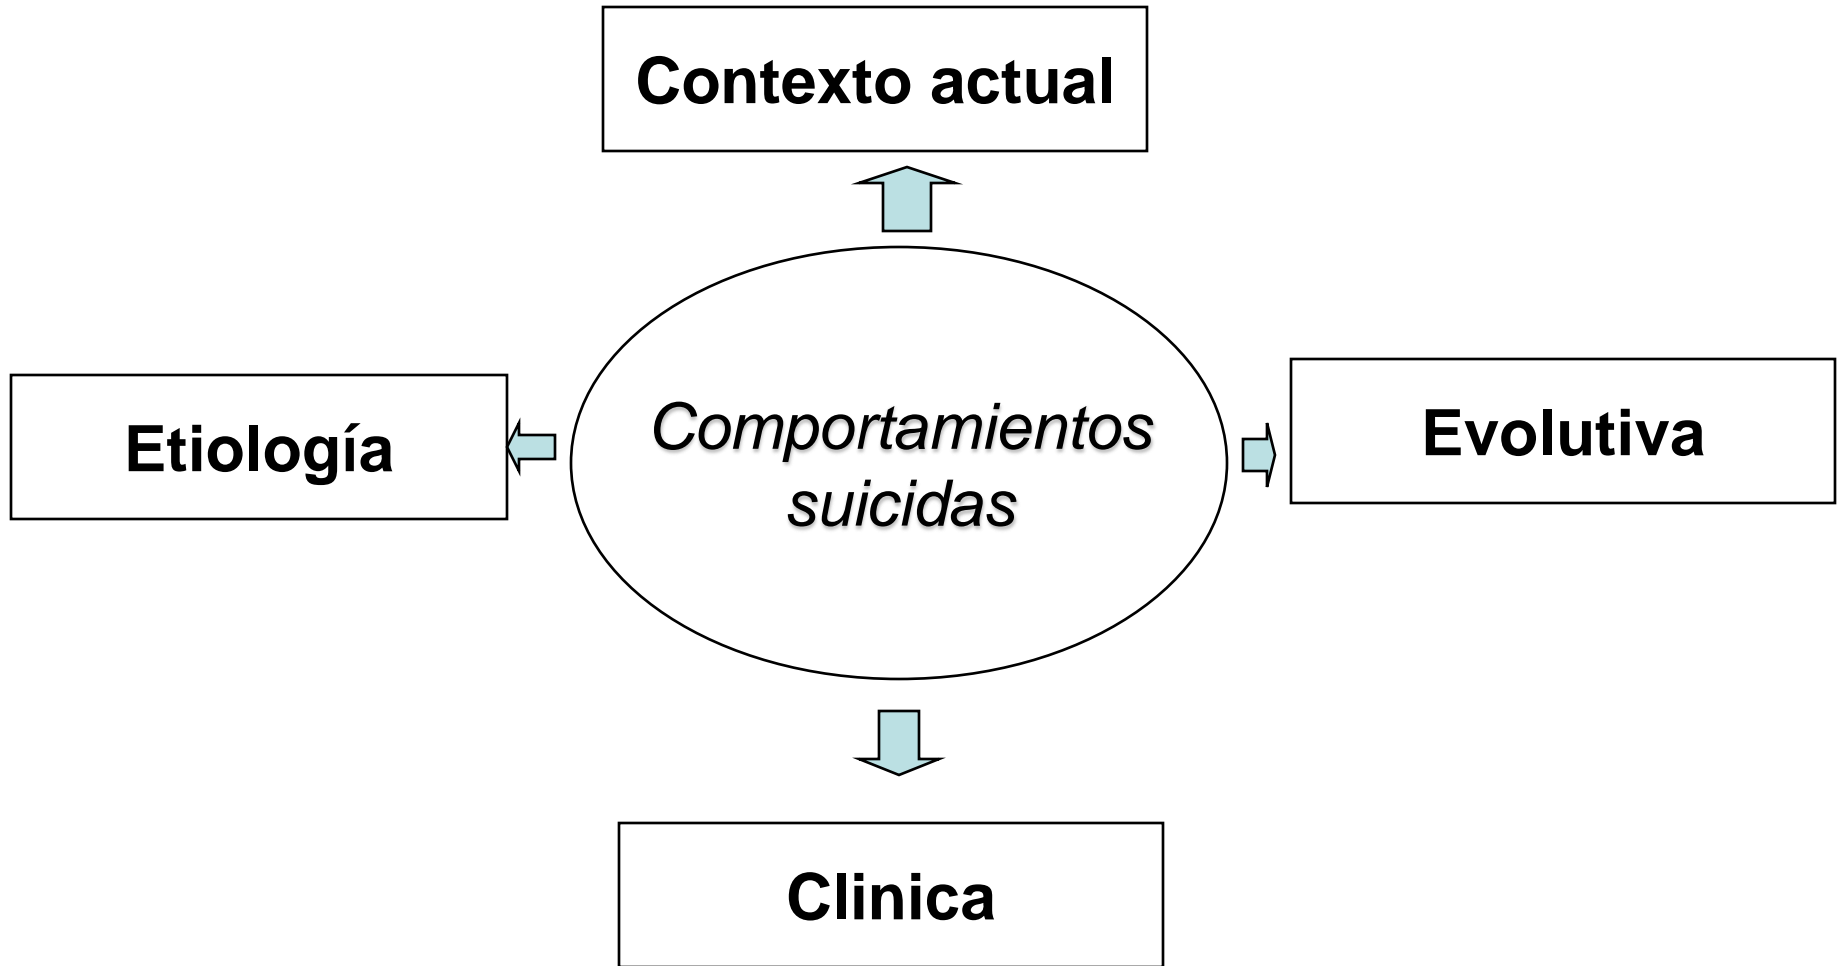 Contexto actual
Etiología
Comportamientos
suicidas
Evolutiva
Clinica